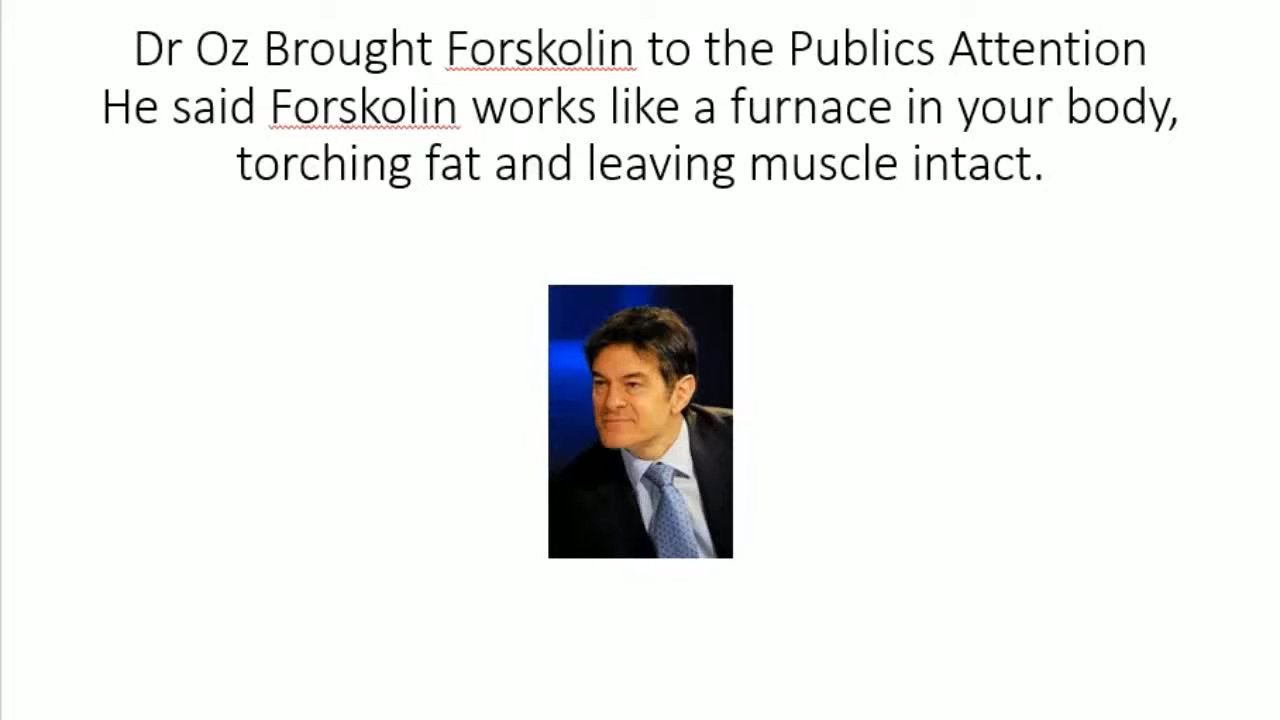 Dr Oz Brought Forskolin to the Publics Attention
He said Forskolin works like a furnace in your body,
torching fat and leaving muscle intact.